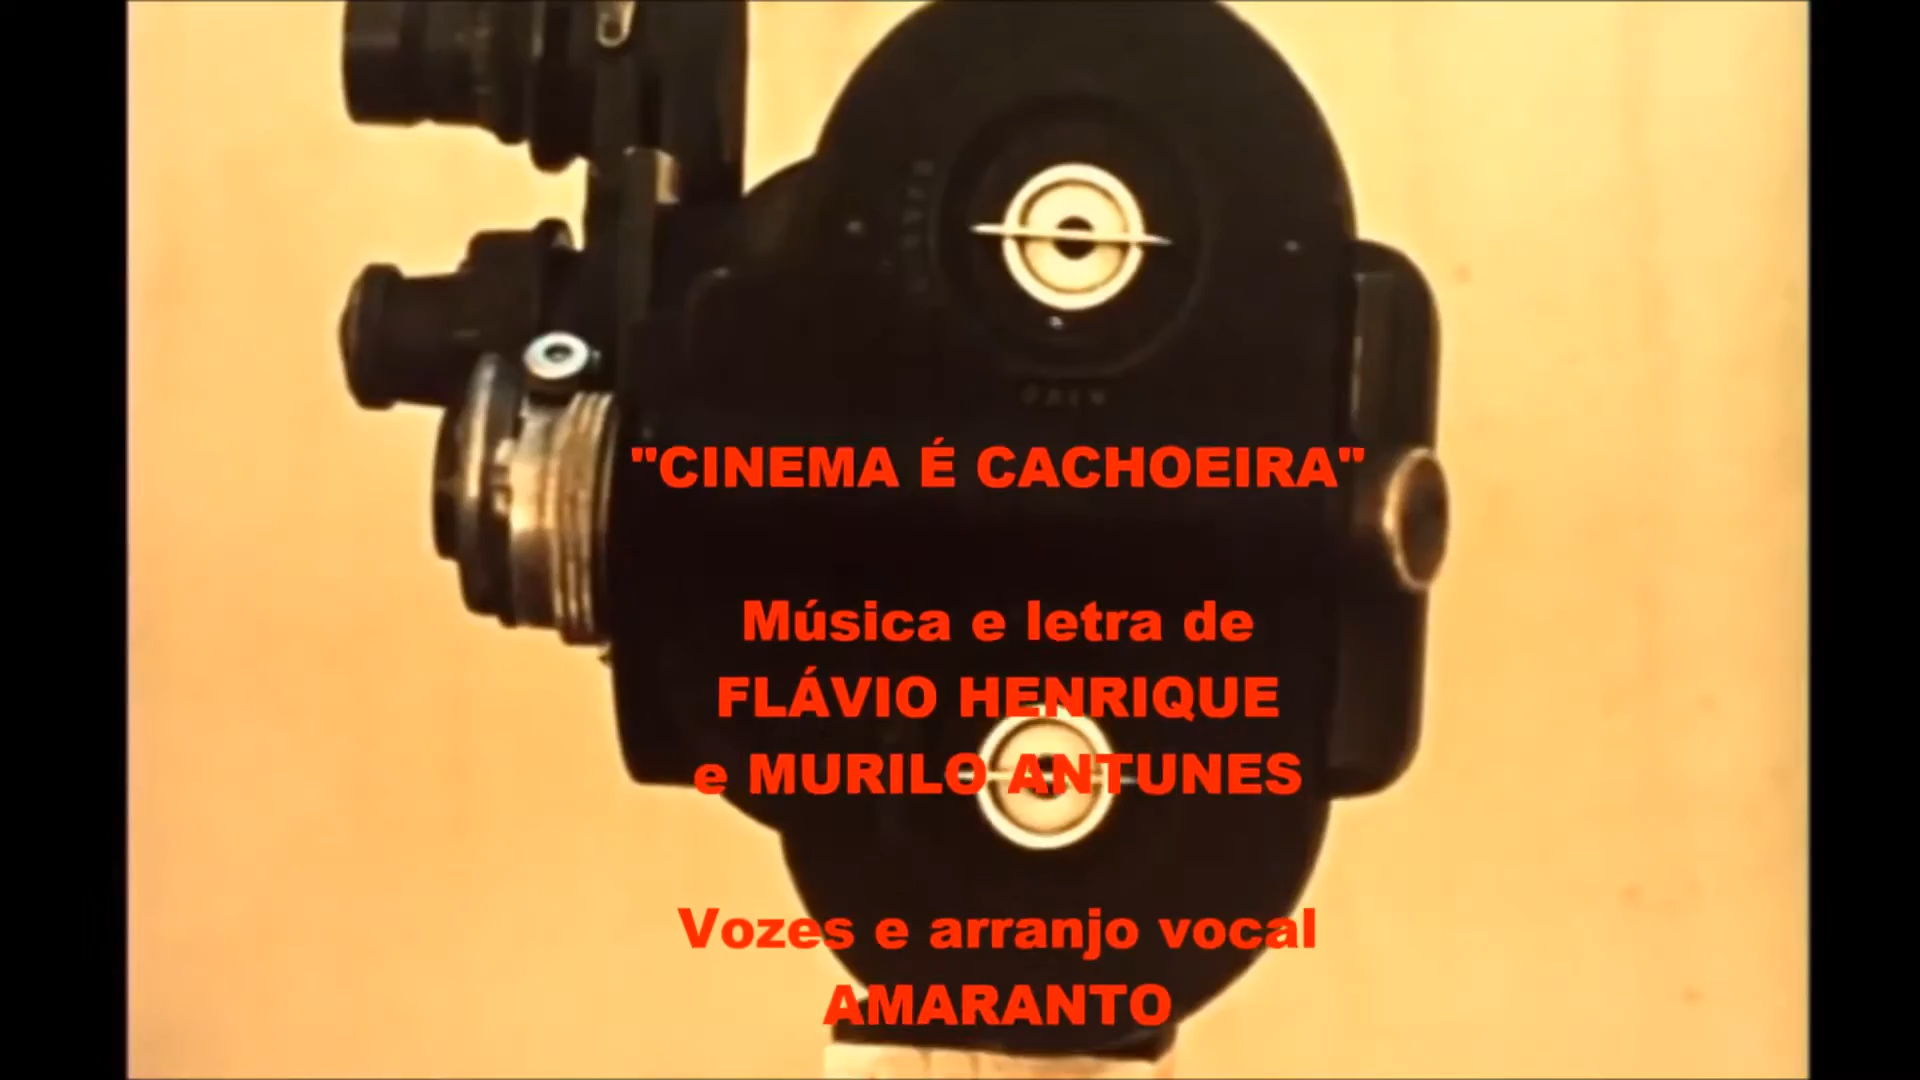 "CINEMA É CACHOEIRA"
Música e letra de
FLÁVIO HENRIQUE
e MURILO ANTUNES
Vozes e arranjo vocal
AMARANTO